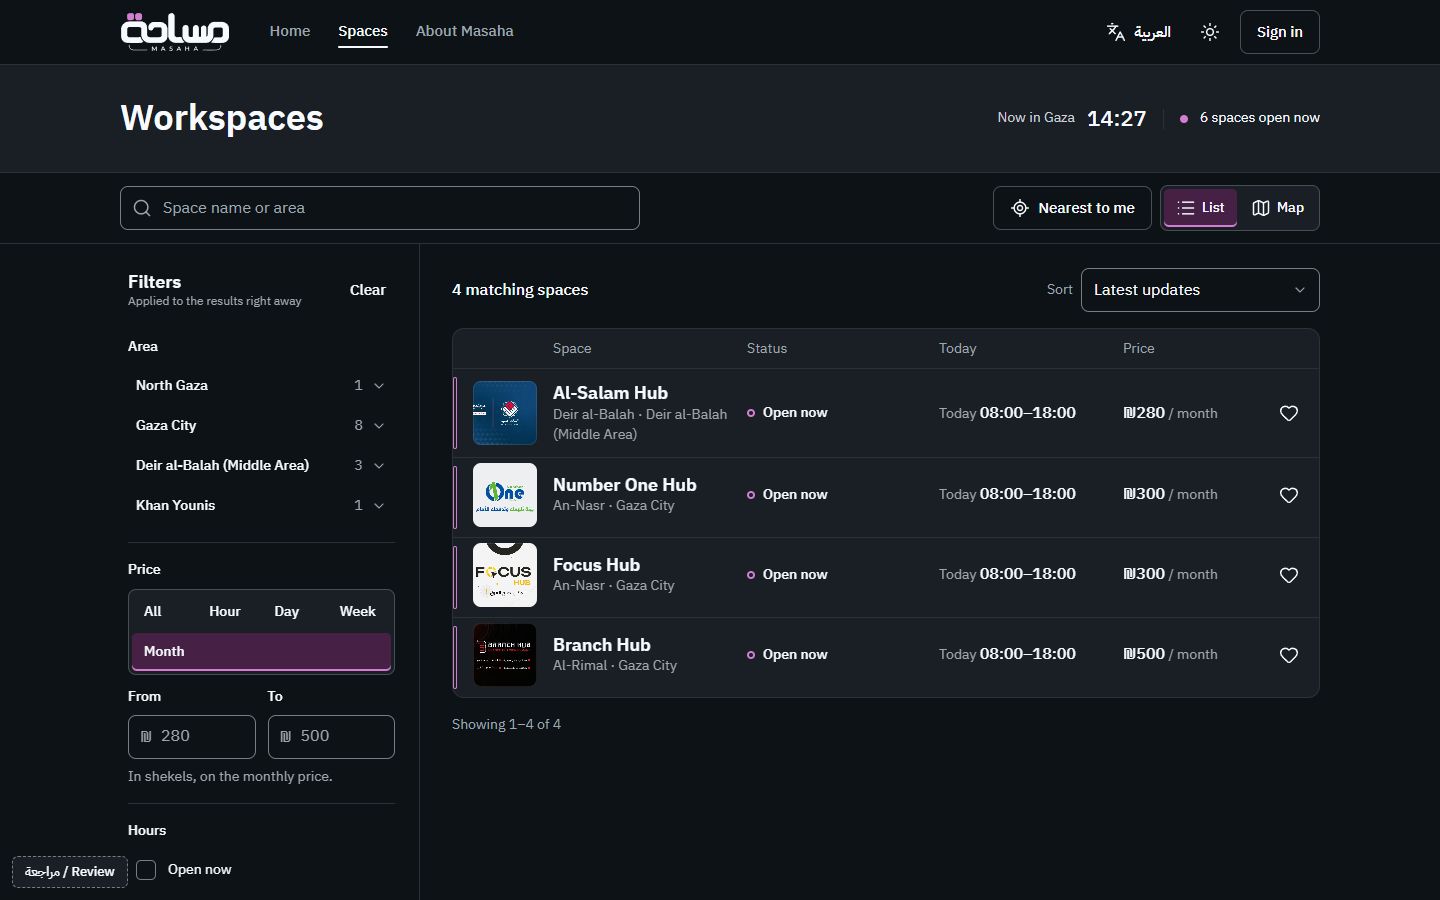 مساحة
MASAHA
Home
Spaces
About Masaha
العربية
Sign in
Workspaces
Now in Gaza 14:27
6 spaces open now
Space name or area
Nearest to me
List
Map
Filters
Applied to the results right away
Clear
Area
North Gaza 1
Gaza City 8
Deir al-Balah (Middle Area) 3
Khan Younis 1
Price
All Hour Day Week
Month
From To
₪ 280 ₪ 500
In shekels, on the monthly price.
Hours
Open now
مراجعة / Review
4 matching spaces
Sort Latest updates
Space Status Today Price
Al-Salam Hub
Deir al-Balah · Deir al-Balah
(Middle Area)
Open now
Today 08:00–18:00
₪280 / month
One
Number One Hub
An-Nasr · Gaza City
Open now
Today 08:00–18:00
₪300 / month
FOCUS
HUB
Focus Hub
An-Nasr · Gaza City
Open now
Today 08:00–18:00
₪300 / month
BRANCH HUB
Branch Hub
Al-Rimal · Gaza City
Open now
Today 08:00–18:00
₪500 / month
Showing 1–4 of 4